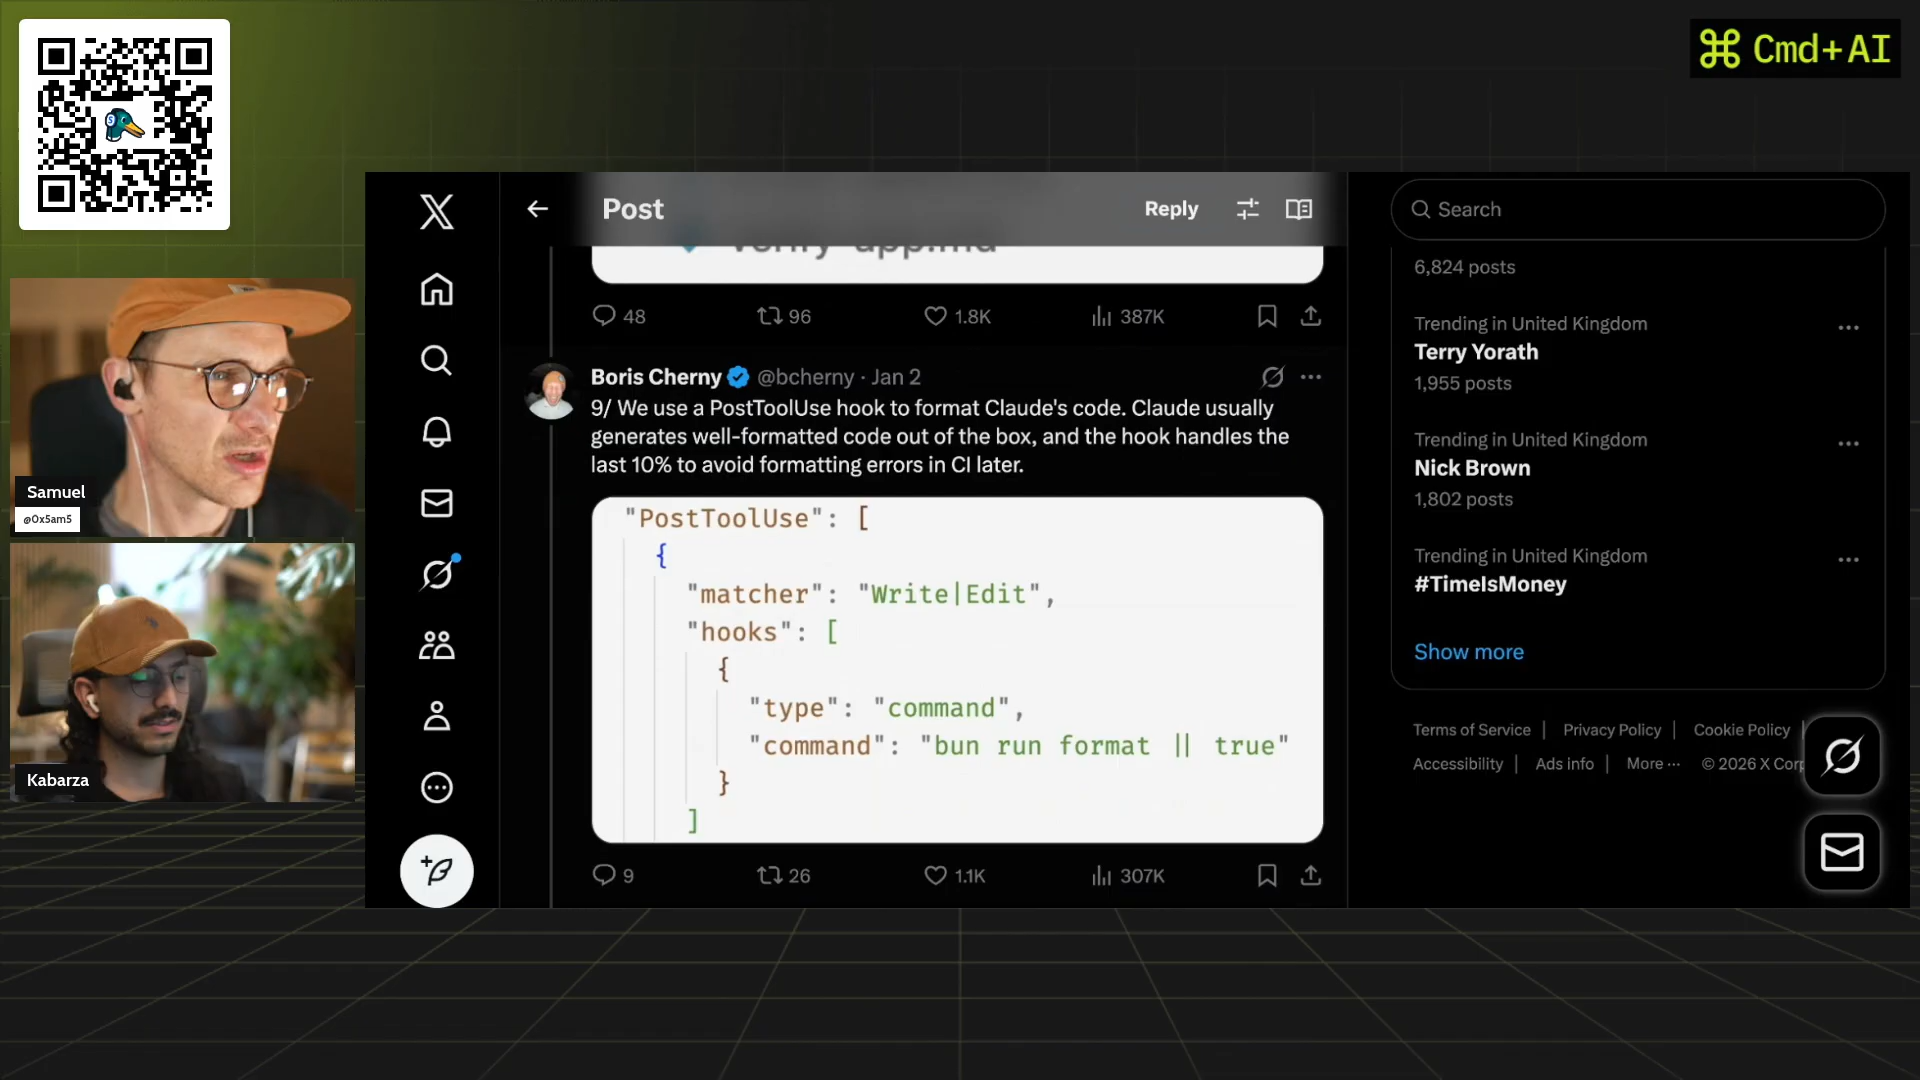 Cmd+AI
Samuel
@0x5am5
Kabarza
Post
Reply
48
96
1.8K
387K
Boris Cherny @bcherny · Jan 2
9/ We use a PostToolUse hook to format Claude's code. Claude usually
generates well-formatted code out of the box, and the hook handles the
last 10% to avoid formatting errors in CI later.
"PostToolUse": [
{
"matcher": "Write|Edit",
"hooks": [
{
"type": "command",
"command": "bun run format || true"
}
]
9
26
1.1K
307K
Search
6,824 posts
Trending in United Kingdom
Terry Yorath
1,955 posts
Trending in United Kingdom
Nick Brown
1,802 posts
Trending in United Kingdom
#TimeIsMoney
Show more
Terms of Service | Privacy Policy | Cookie Policy |
Accessibility | Ads info | More ··· © 2026 X Corp